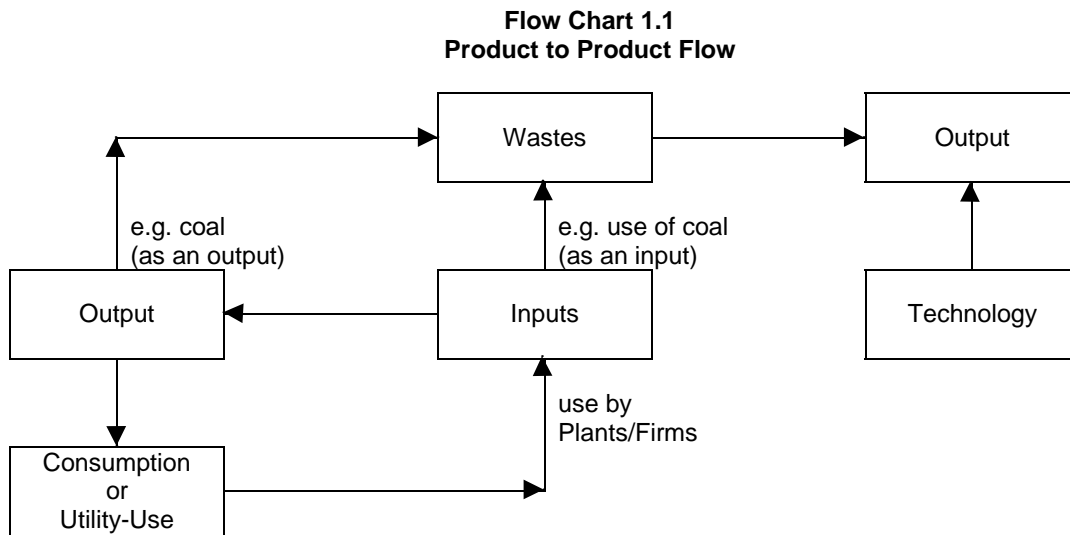 Flow Chart 1.1
Product to Product Flow
Wastes
Output
e.g. coal
(as an output)
e.g. use of coal
(as an input)
Output
Inputs
Technology
use by
Plants/Firms
Consumption
or
Utility-Use